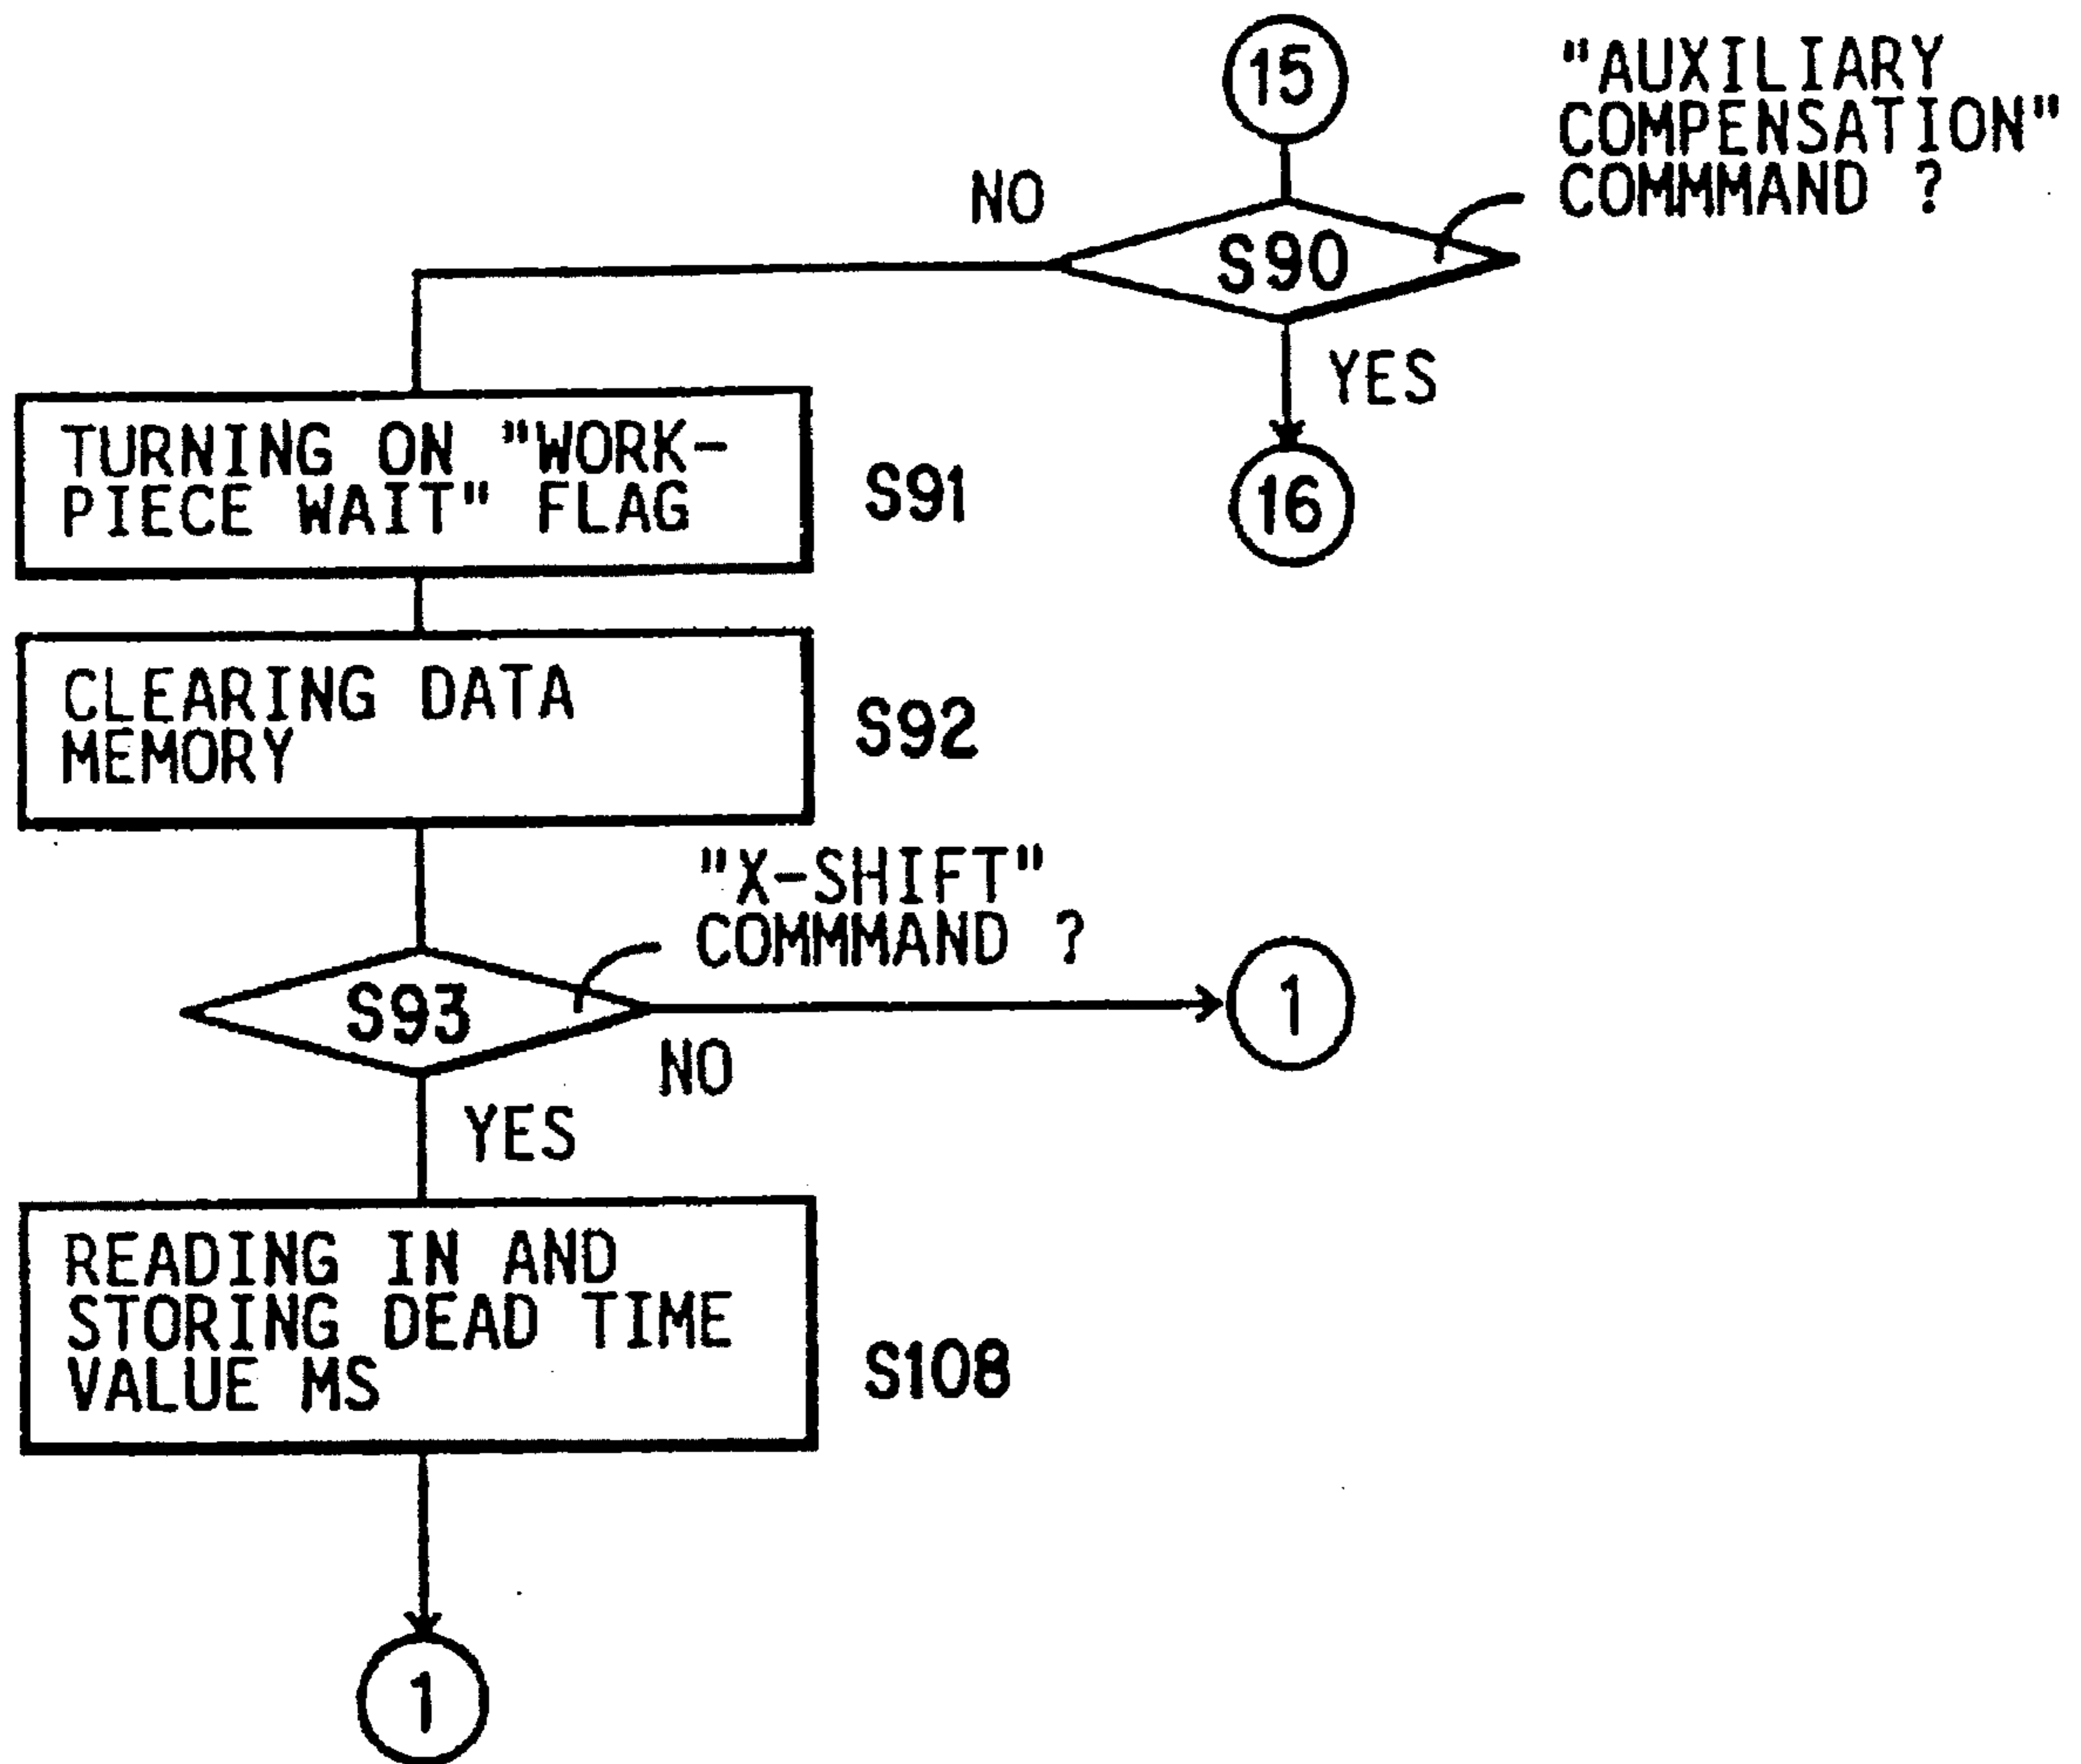 15
"AUXILIARY
COMPENSATION"
COMMMAND ?
NO
S90
YES
16
TURNING ON "WORK-
PIECE WAIT" FLAG
S91
CLEARING DATA
MEMORY
S92
"X-SHIFT"
COMMMAND ?
S93
1
NO
YES
READING IN AND
STORING DEAD TIME
VALUE MS
S108
1